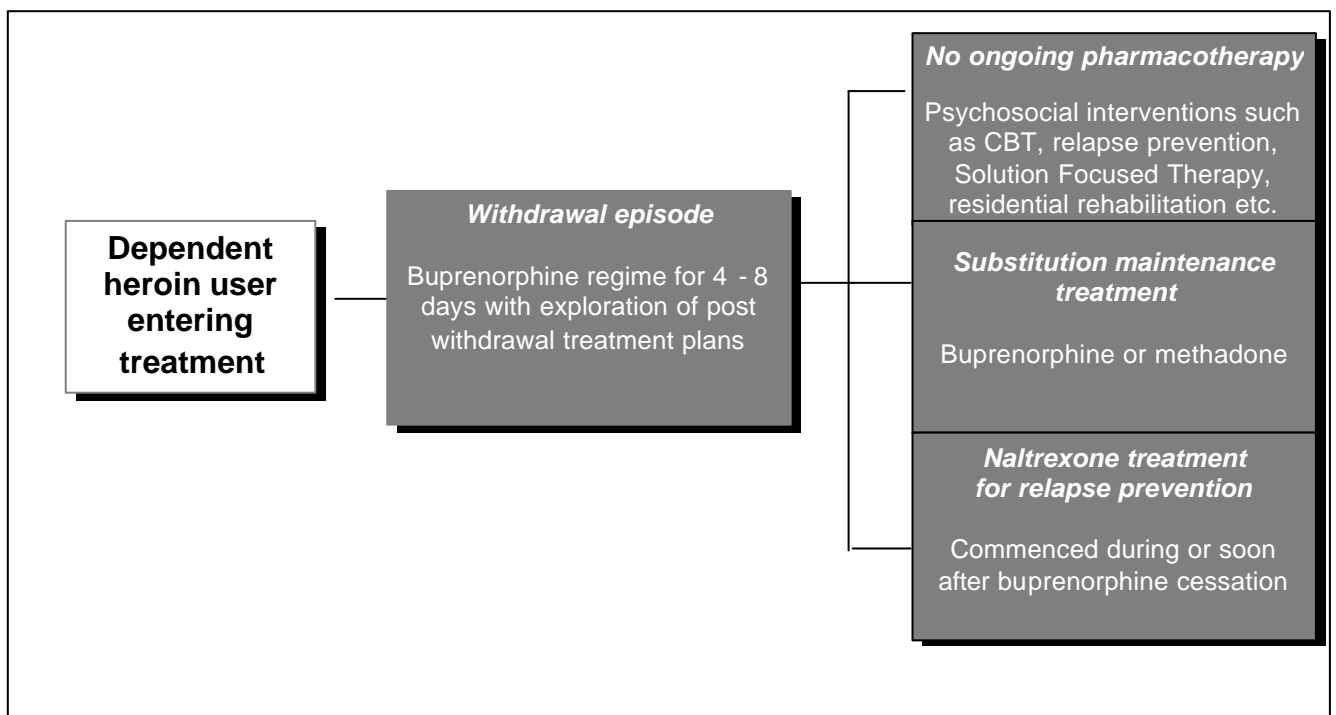 Dependent
heroin user
entering
treatment
Withdrawal episode
Buprenorphine regime for 4 - 8
days with exploration of post
withdrawal treatment plans
No ongoing pharmacotherapy
Psychosocial interventions such
as CBT, relapse prevention,
Solution Focused Therapy,
residential rehabilitation etc.
Substitution maintenance
treatment
Buprenorphine or methadone
Naltrexone treatment
for relapse prevention
Commenced during or soon
after buprenorphine cessation